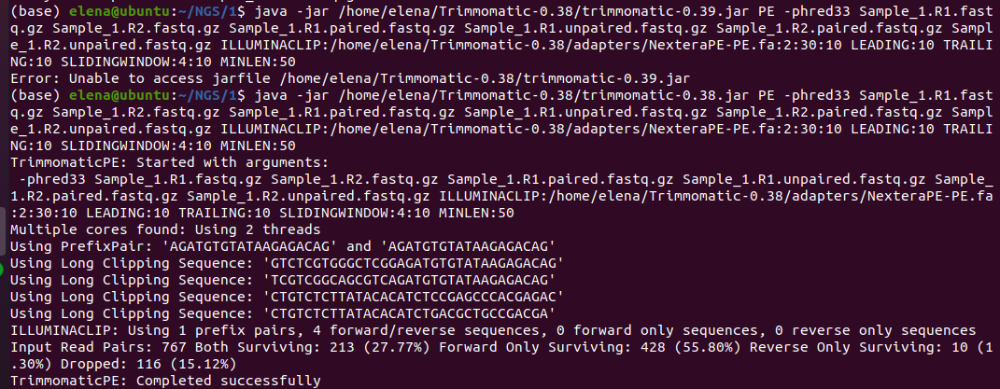 (base) elena@ubuntu:~/NGS/1$ java -jar /home/elena/Trimmomatic-0.38/trimmomatic-0.39.jar PE -phred33 Sample_1.R1.fast
q.gz Sample_1.R2.fastq.gz Sample_1.R1.paired.fastq.gz Sample_1.R1.unpaired.fastq.gz Sample_1.R2.paired.fastq.gz Sampl
e_1.R2.unpaired.fastq.gz ILLUMINACLIP:/home/elena/Trimmomatic-0.38/adapters/NexteraPE-PE.fa:2:30:10 LEADING:10 TRAILI
NG:10 SLIDINGWINDOW:4:10 MINLEN:50
Error: Unable to access jarfile /home/elena/Trimmomatic-0.38/trimmomatic-0.39.jar
(base) elena@ubuntu:~/NGS/1$ java -jar /home/elena/Trimmomatic-0.38/trimmomatic-0.38.jar PE -phred33 Sample_1.R1.fast
q.gz Sample_1.R2.fastq.gz Sample_1.R1.paired.fastq.gz Sample_1.R1.unpaired.fastq.gz Sample_1.R2.paired.fastq.gz Sampl
e_1.R2.unpaired.fastq.gz ILLUMINACLIP:/home/elena/Trimmomatic-0.38/adapters/NexteraPE-PE.fa:2:30:10 LEADING:10 TRAILI
NG:10 SLIDINGWINDOW:4:10 MINLEN:50
TrimmomaticPE: Started with arguments:
 -phred33 Sample_1.R1.fastq.gz Sample_1.R2.fastq.gz Sample_1.R1.paired.fastq.gz Sample_1.R1.unpaired.fastq.gz Sample_
1.R2.paired.fastq.gz Sample_1.R2.unpaired.fastq.gz ILLUMINACLIP:/home/elena/Trimmomatic-0.38/adapters/NexteraPE-PE.fa
:2:30:10 LEADING:10 TRAILING:10 SLIDINGWINDOW:4:10 MINLEN:50
Multiple cores found: Using 2 threads
Using PrefixPair: 'AGATGTGTATAAGAGACAG' and 'AGATGTGTATAAGAGACAG'
Using Long Clipping Sequence: 'GTCTCGTGGGCTCGGAGATGTGTATAAGAGACAG'
Using Long Clipping Sequence: 'TCGTCGGCAGCGTCAGATGTGTATAAGAGACAG'
Using Long Clipping Sequence: 'CTGTCTCTTATACACATCTCCGAGCCCACGAGAC'
Using Long Clipping Sequence: 'CTGTCTCTTATACACATCTGACGCTGCCGACGA'
ILLUMINACLIP: Using 1 prefix pairs, 4 forward/reverse sequences, 0 forward only sequences, 0 reverse only sequences
Input Read Pairs: 767 Both Surviving: 213 (27.77%) Forward Only Surviving: 428 (55.80%) Reverse Only Surviving: 10 (1
.30%) Dropped: 116 (15.12%)
TrimmomaticPE: Completed successfully